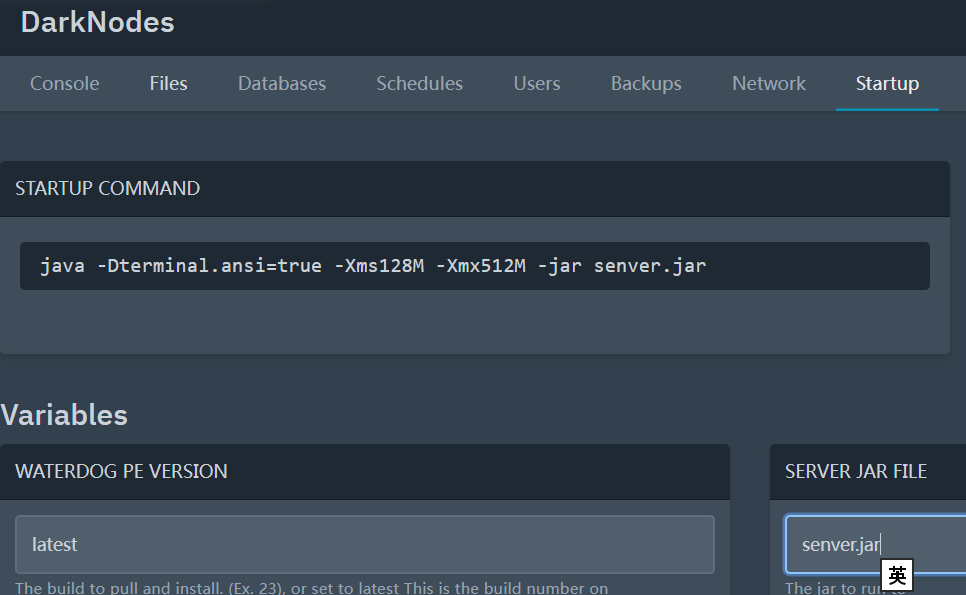 DarkNodes
Console Files Databases Schedules Users Backups Network Startup
STARTUP COMMAND
java -Dterminal.ansi=true -Xms128M -Xmx512M -jar senver.jar
Variables
WATERDOG PE VERSION
SERVER JAR FILE
latest
senver.jar
英
The build to pull and install. (Ex. 23), or set to latest This is the build number on
The jar to run to